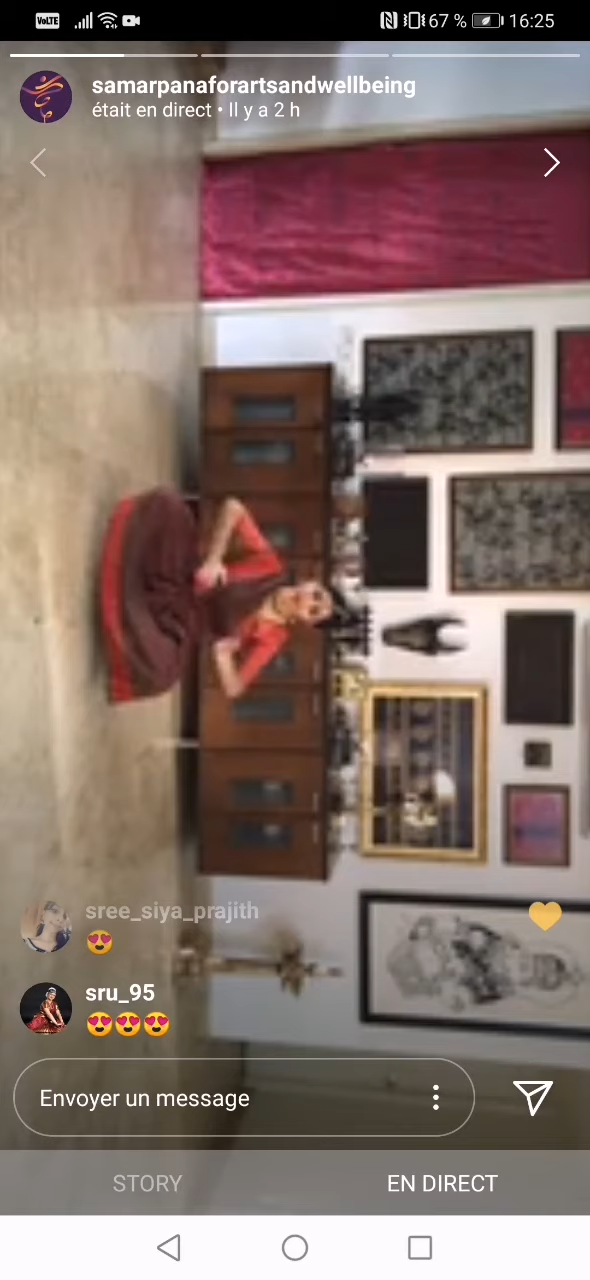 VoLTE 67 % 16:25
samarpanaforartsandwellbeing
était en direct • Il y a 2 h
sree_siya_prajith
😍
sru_95
😍😍😍
Envoyer un message
STORY EN DIRECT